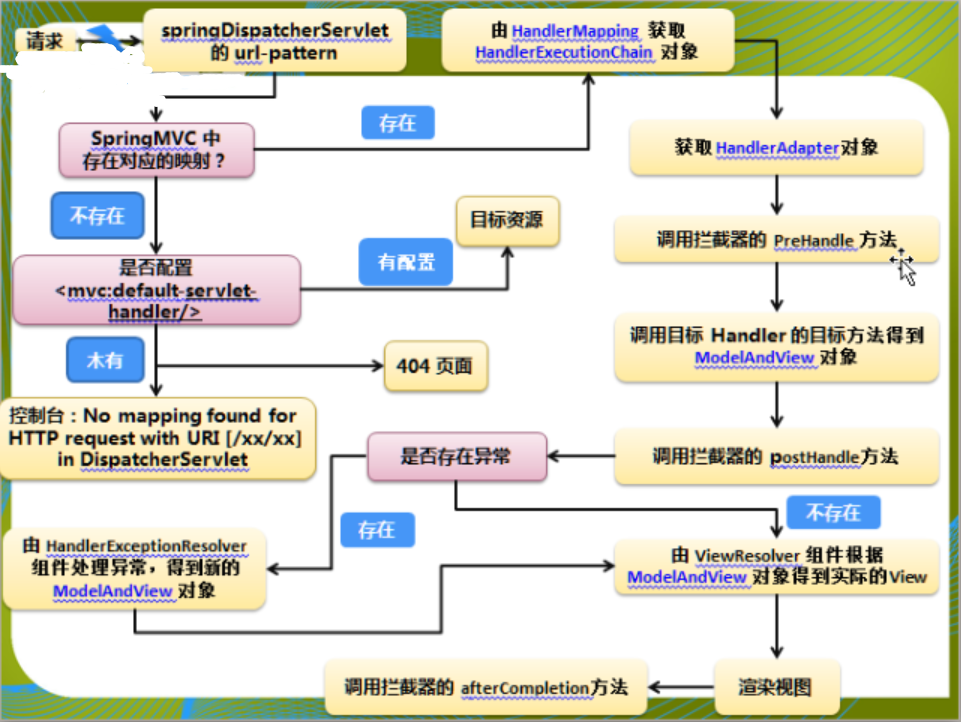 请求
springDispatcherServlet
的 url-pattern
由 HandlerMapping 获取
HandlerExecutionChain 对象
SpringMVC 中
存在对应的映射？
存在
获取 HandlerAdapter对象
不存在
目标资源
调用拦截器的 PreHandle 方法
是否配置
<mvc:default-servlet-
handler/>
有配置
调用目标 Handler 的目标方法得到
ModelAndView 对象
木有
404 页面
控制台：No mapping found for
HTTP request with URI [/xx/xx]
in DispatcherServlet
是否存在异常
调用拦截器的 postHandle方法
存在
不存在
由 HandlerExceptionResolver
组件处理异常，得到新的
ModelAndView 对象
由 ViewResolver 组件根据
ModelAndView 对象得到实际的View
调用拦截器的 afterCompletion方法
渲染视图